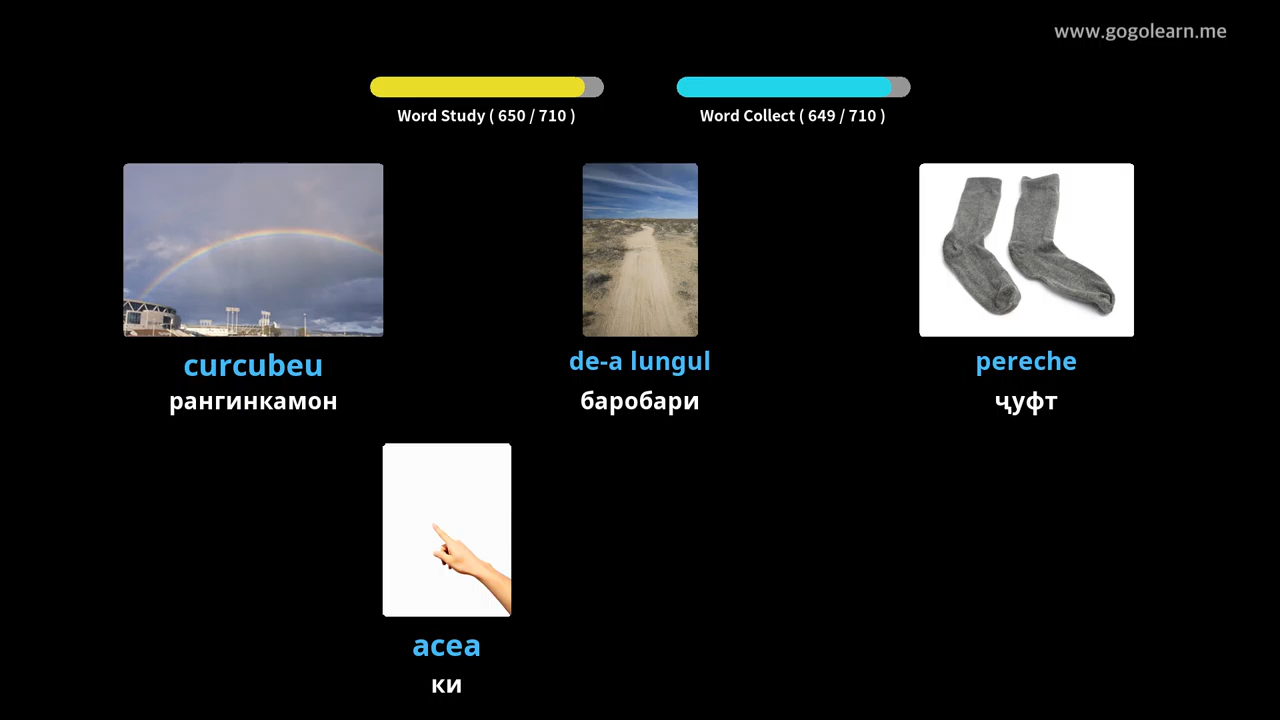 www.gogolearn.me
Word Study ( 650 / 710 )
Word Collect ( 649 / 710 )
curcubeu
рангинкамон
de-a lungul
баробари
pereche
ҷуфт
acea
ки